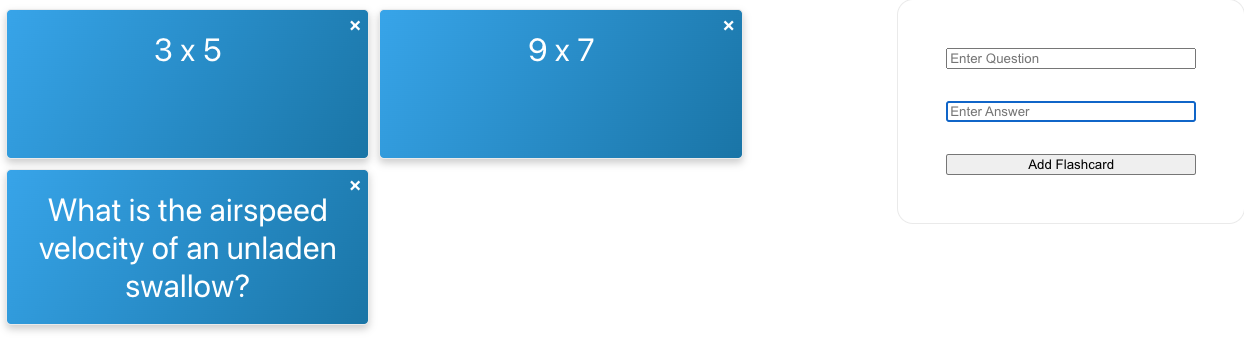 ×
3 x 5
×
9 x 7
×
What is the airspeed
velocity of an unladen
swallow?
Enter Question
Enter Answer
Add Flashcard